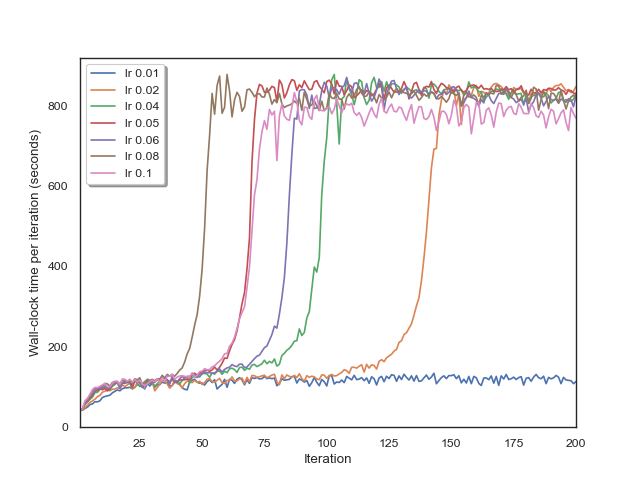 lr 0.01
lr 0.02
lr 0.04
lr 0.05
lr 0.06
lr 0.08
lr 0.1
Wall-clock time per iteration (seconds)
800
600
400
200
0
25 50 75 100 125 150 175 200
Iteration